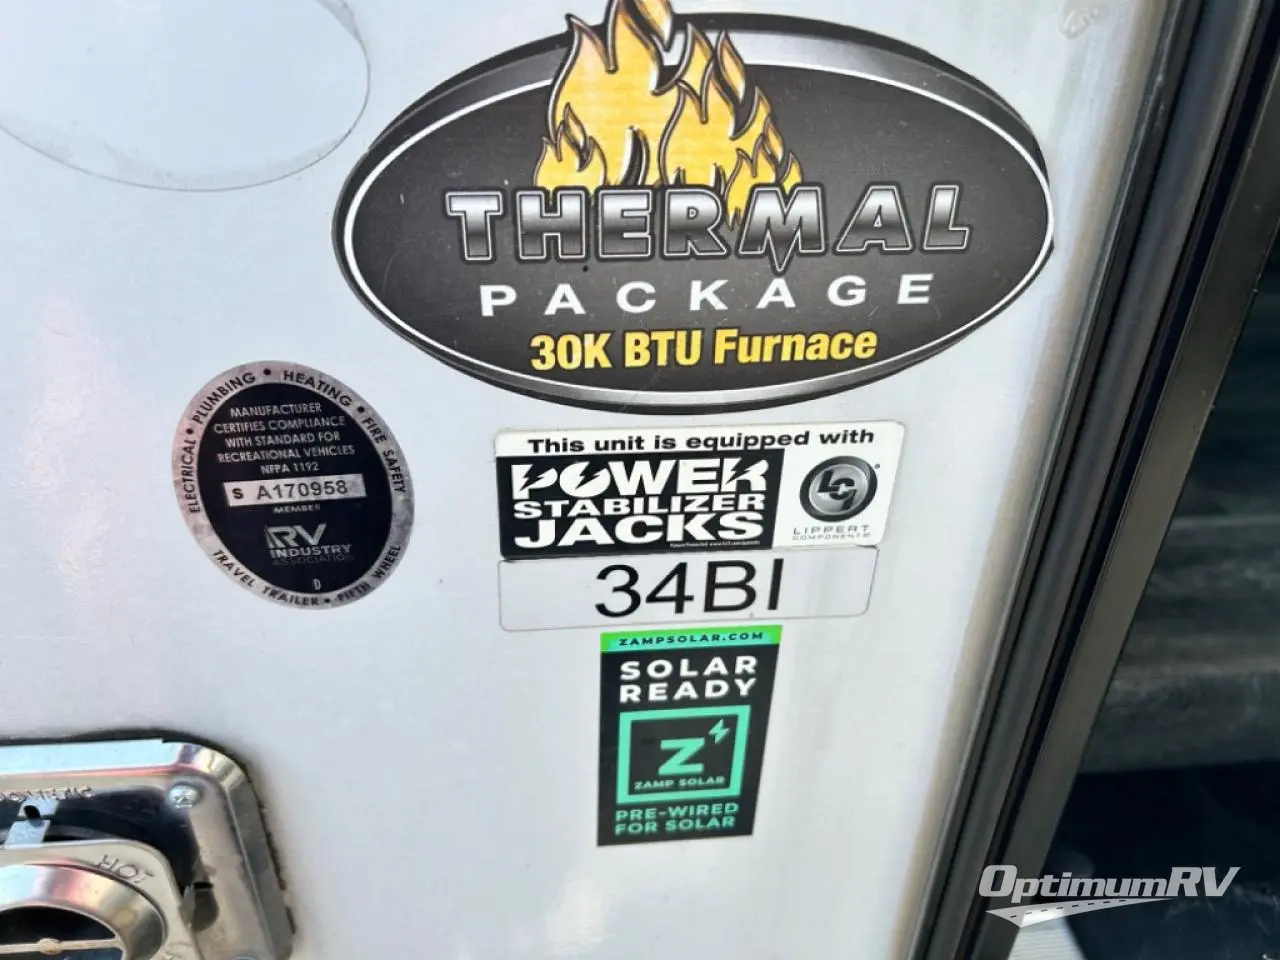 THERMAL
PACKAGE
30K BTU Furnace
ELECTRICAL • PLUMBING • HEATING • FIRE SAFETY
MANUFACTURER
CERTIFIES COMPLIANCE
WITH STANDARD FOR
RECREATIONAL VEHICLES
NFPA 1192
S A170958
MEMBER
RV
INDUSTRY
ASSOCIATION
D
TRAVEL TRAILER • FIFTH WHEEL
This unit is equipped with
POWER
STABILIZER
JACKS
LCI
LIPPERT
COMPONENTS
34BI
ZAMPSOLAR.COM
SOLAR
READY
Z
ZAMP SOLAR
PRE-WIRED
FOR SOLAR
HOT
OptimumRV